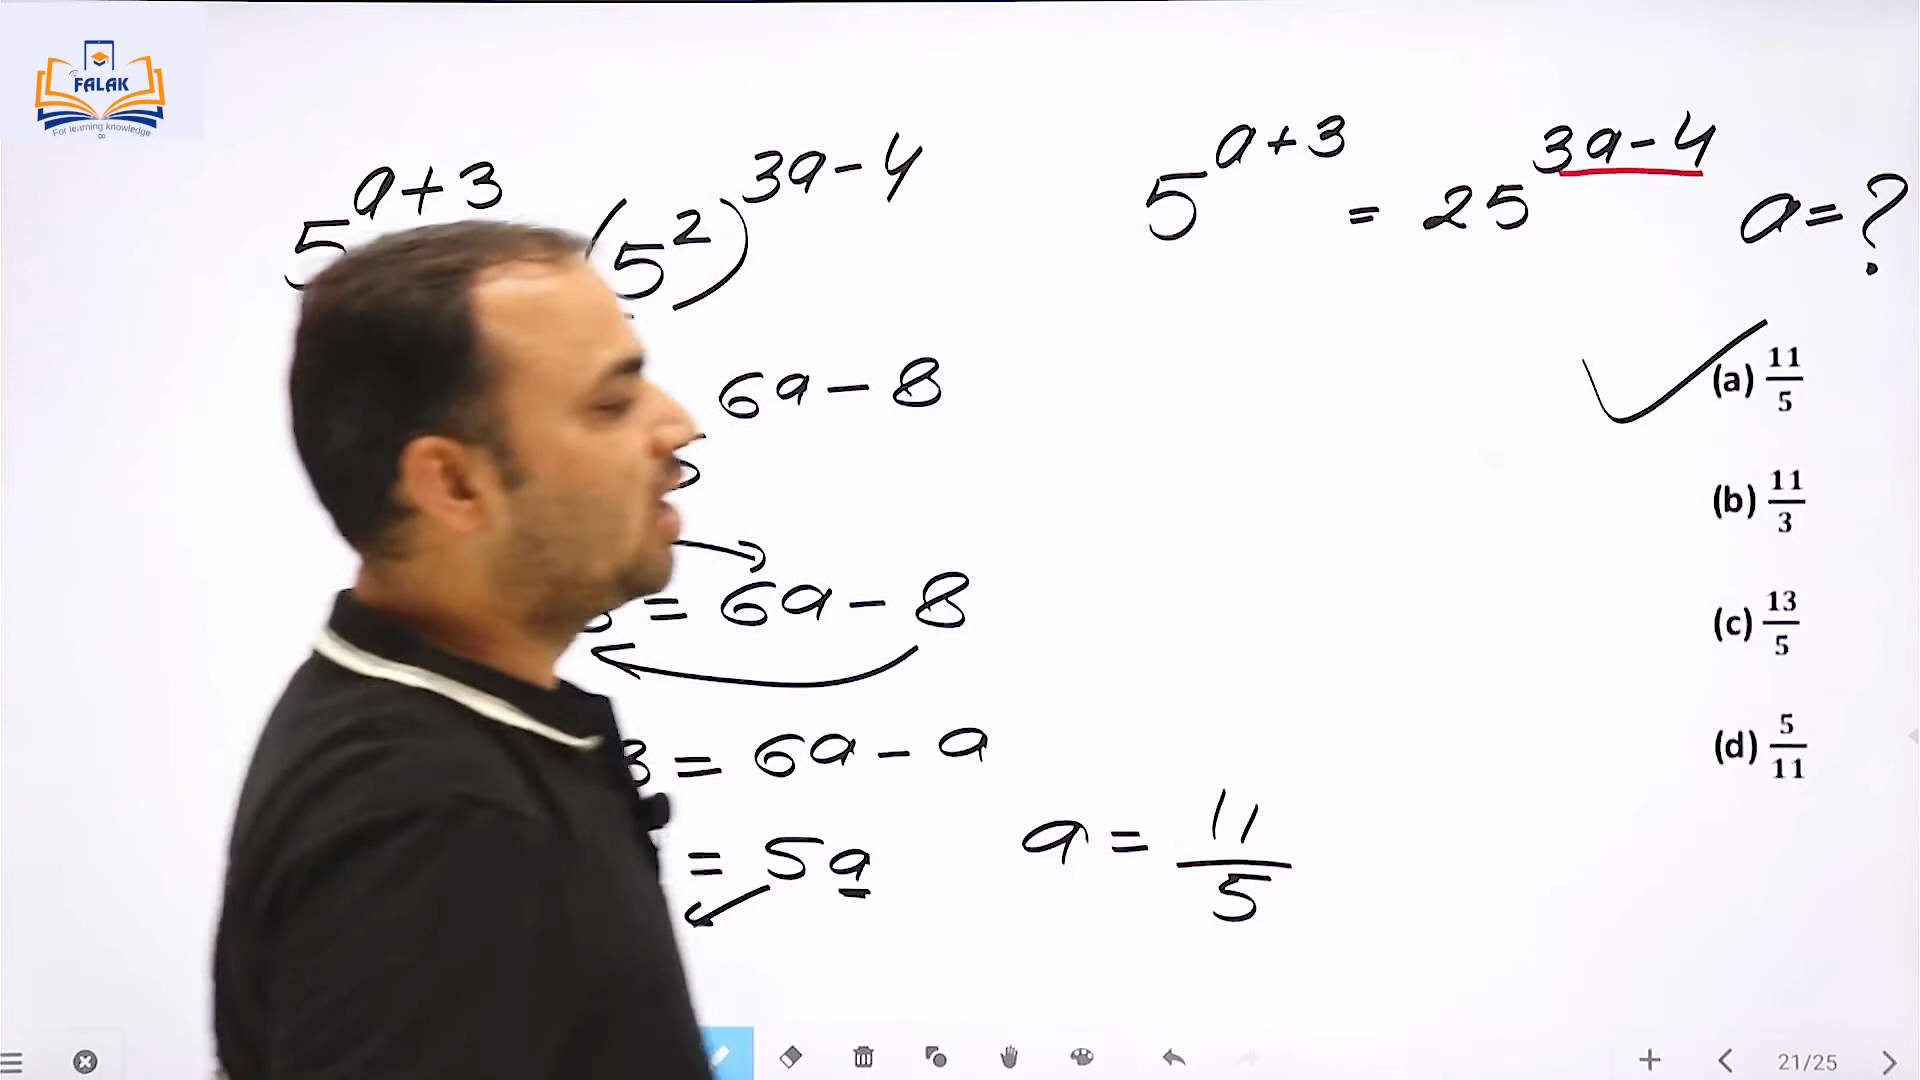 FALAK
For learning knowledge
5^{a+3} (5^2)^{3a-4}
6a - 8
= 6a - 8
8 = 6a - a
= 5a
a = 11/5
5^{a+3} = 25^{3a-4} a = ?
(a) 11/5
(b) 11/3
(c) 13/5
(d) 5/11
21/25